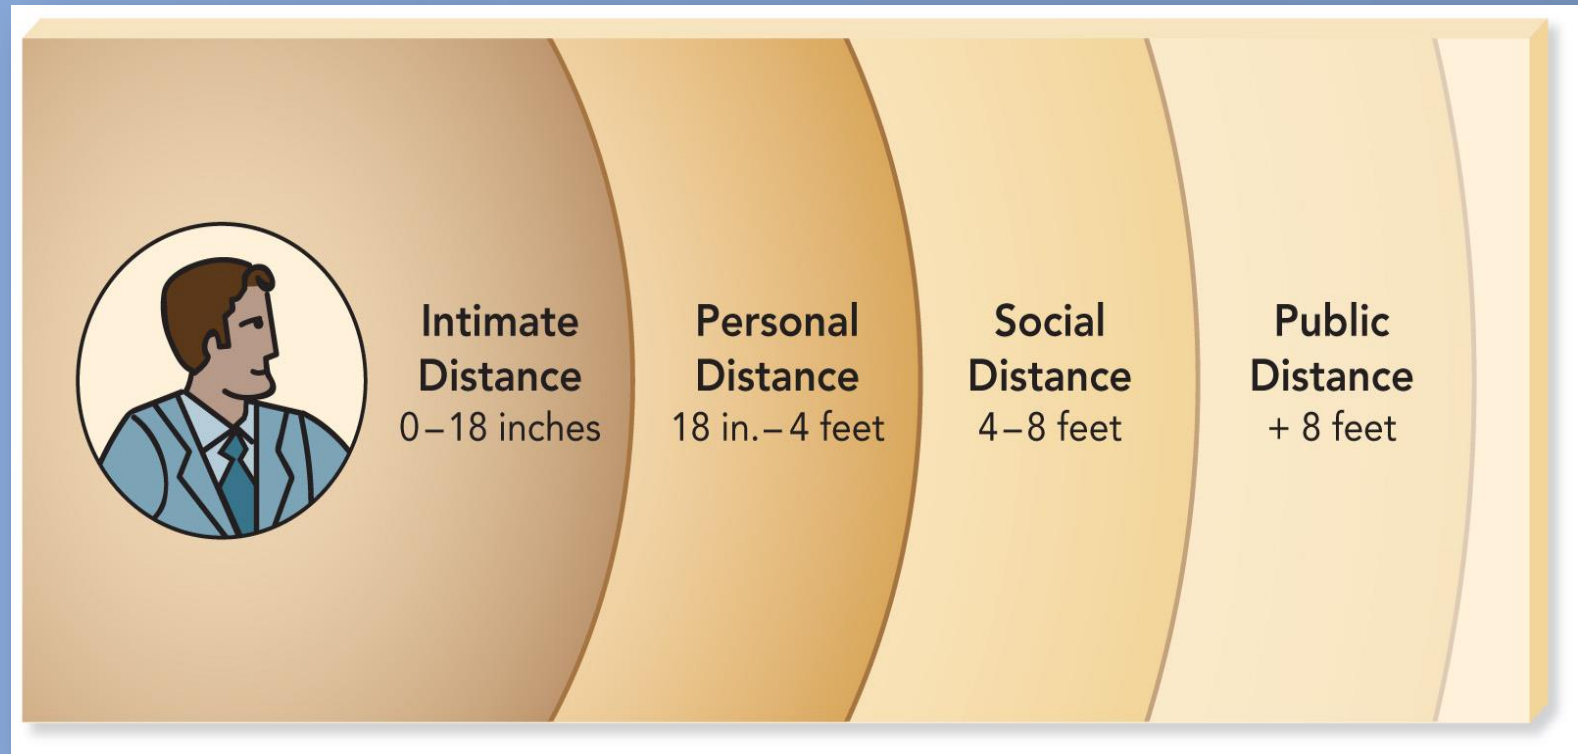 Intimate
Distance
0–18 inches
Personal
Distance
18 in.–4 feet
Social
Distance
4–8 feet
Public
Distance
+ 8 feet